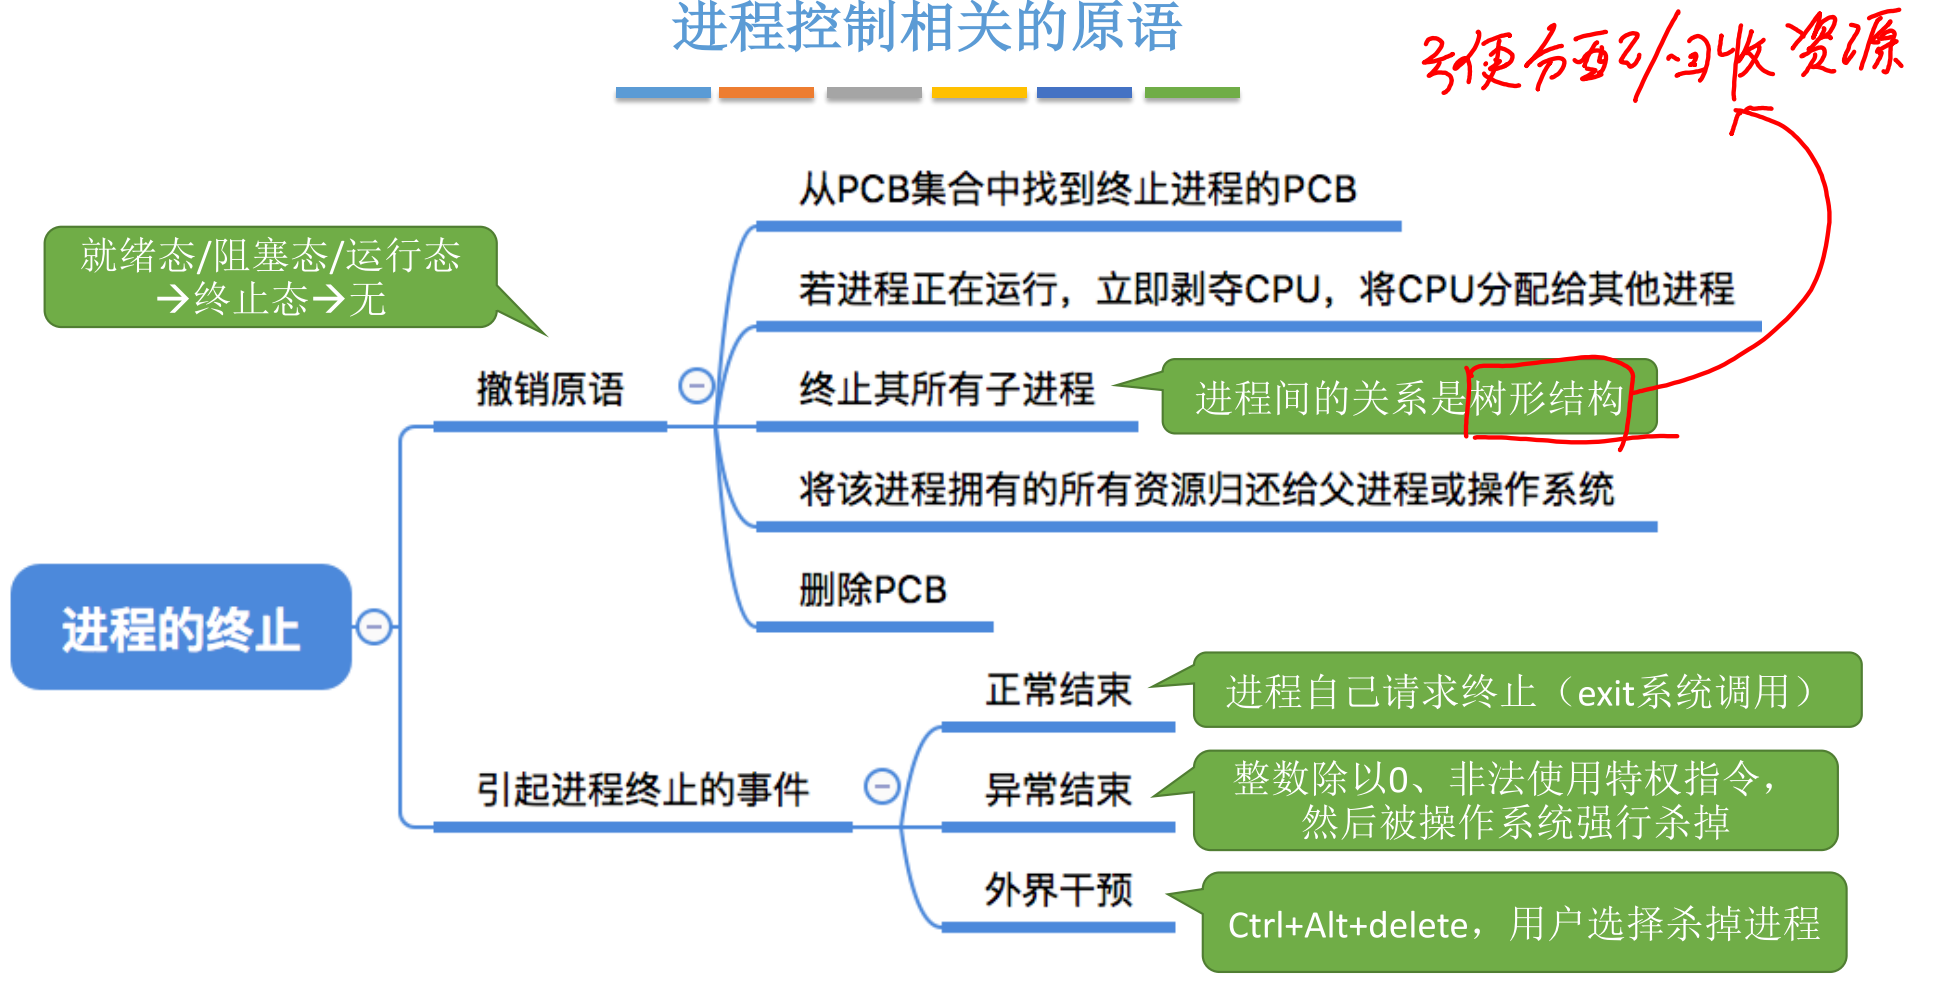 进程控制相关的原语
方便分配/回收资源
从PCB集合中找到终止进程的PCB
就绪态/阻塞态/运行态
→终止态→无
若进程正在运行，立即剥夺CPU，将CPU分配给其他进程
撤销原语
终止其所有子进程
进程间的关系是树形结构
将该进程拥有的所有资源归还给父进程或操作系统
删除PCB
进程的终止
正常结束
进程自己请求终止（exit系统调用）
引起进程终止的事件
异常结束
整数除以0、非法使用特权指令，
然后被操作系统强行杀掉
外界干预
Ctrl+Alt+delete，用户选择杀掉进程